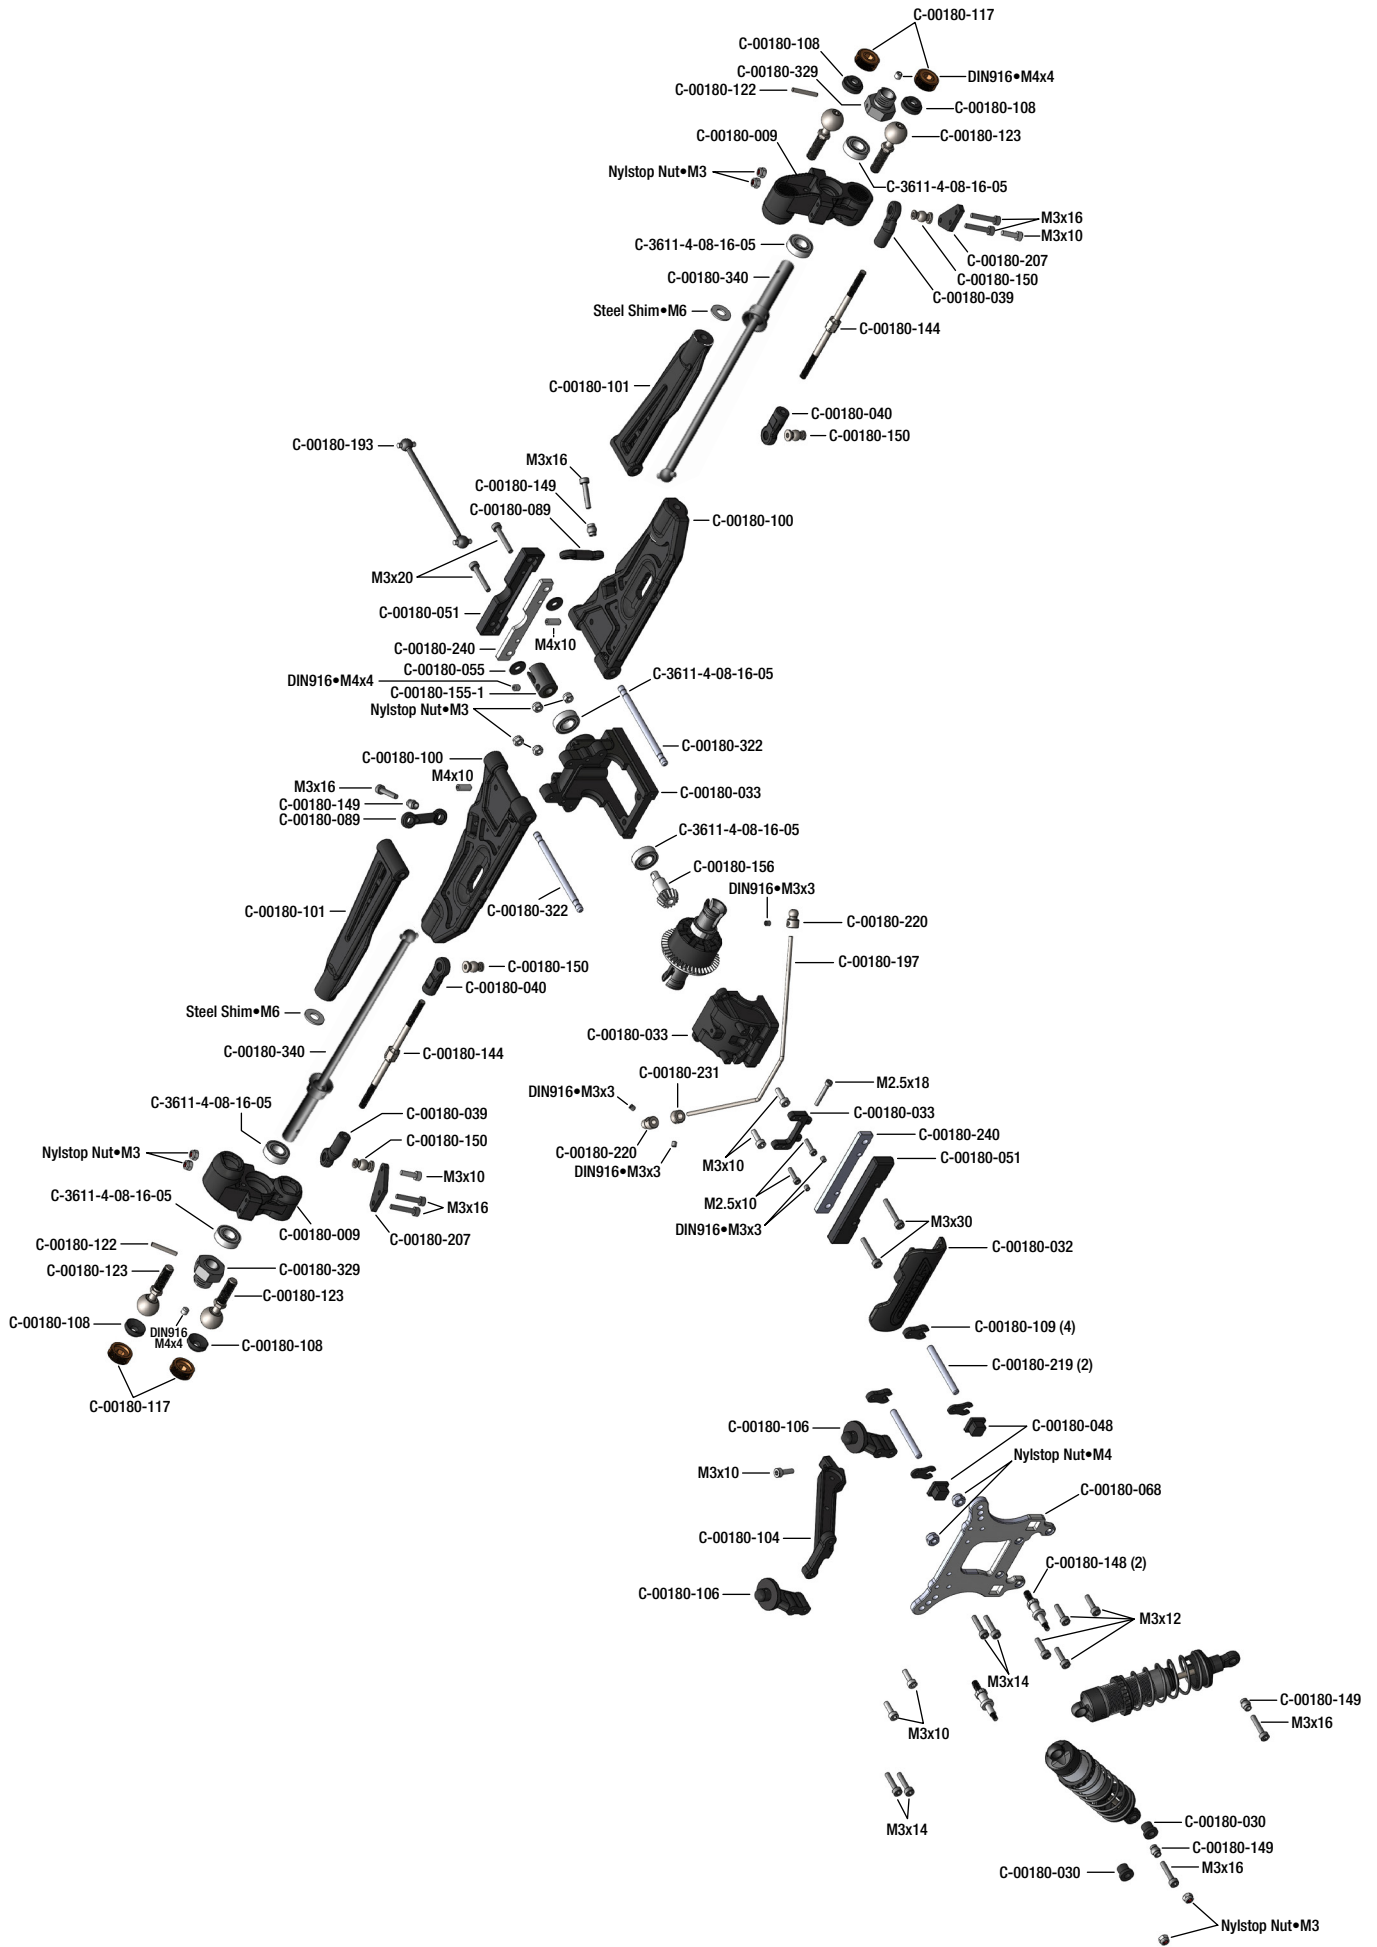 C-00180-117
C-00180-108
C-00180-329
DIN916•M4x4
C-00180-122
C-00180-108
C-00180-009
C-00180-123
Nylstop Nut•M3
C-3611-4-08-16-05
M3x16
M3x10
C-3611-4-08-16-05
C-00180-207
C-00180-340
C-00180-150
C-00180-039
Steel Shim•M6
C-00180-144
C-00180-101
C-00180-040
C-00180-150
C-00180-193
M3x16
C-00180-149
C-00180-089
C-00180-100
M3x20
C-00180-051
M4x10
C-00180-240
C-00180-055
C-3611-4-08-16-05
DIN916•M4x4
C-00180-155-1
Nylstop Nut•M3
C-00180-322
C-00180-100
M4x10
M3x16
C-00180-033
C-00180-149
C-00180-089
C-3611-4-08-16-05
C-00180-156
DIN916•M3x3
C-00180-101
C-00180-322
C-00180-220
C-00180-197
C-00180-150
C-00180-040
Steel Shim•M6
C-00180-033
C-00180-340
C-00180-144
C-00180-231
M2.5x18
DIN916•M3x3
C-3611-4-08-16-05
C-00180-039
C-00180-033
C-00180-240
C-00180-150
Nylstop Nut•M3
C-00180-220
C-00180-051
M3x10
DIN916•M3x3
M3x10
C-3611-4-08-16-05
M3x16
M2.5x10
C-00180-009
C-00180-207
DIN916•M3x3
M3x30
C-00180-122
C-00180-032
C-00180-123
C-00180-329
C-00180-123
C-00180-108
DIN916
M4x4
C-00180-108
C-00180-109 (4)
C-00180-219 (2)
C-00180-117
C-00180-106
C-00180-048
Nylstop Nut•M4
M3x10
C-00180-068
C-00180-104
C-00180-148 (2)
C-00180-106
M3x12
M3x14
C-00180-149
M3x16
M3x10
C-00180-030
M3x14
C-00180-149
M3x16
C-00180-030
Nylstop Nut•M3